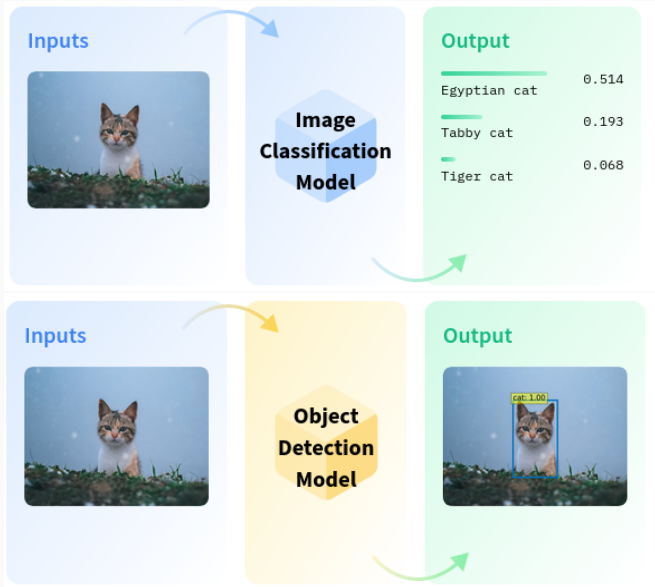 Inputs
Image
Classification
Model
Output
Egyptian cat 0.514
Tabby cat 0.193
Tiger cat 0.068
Inputs
Object
Detection
Model
Output
cat: 1.00